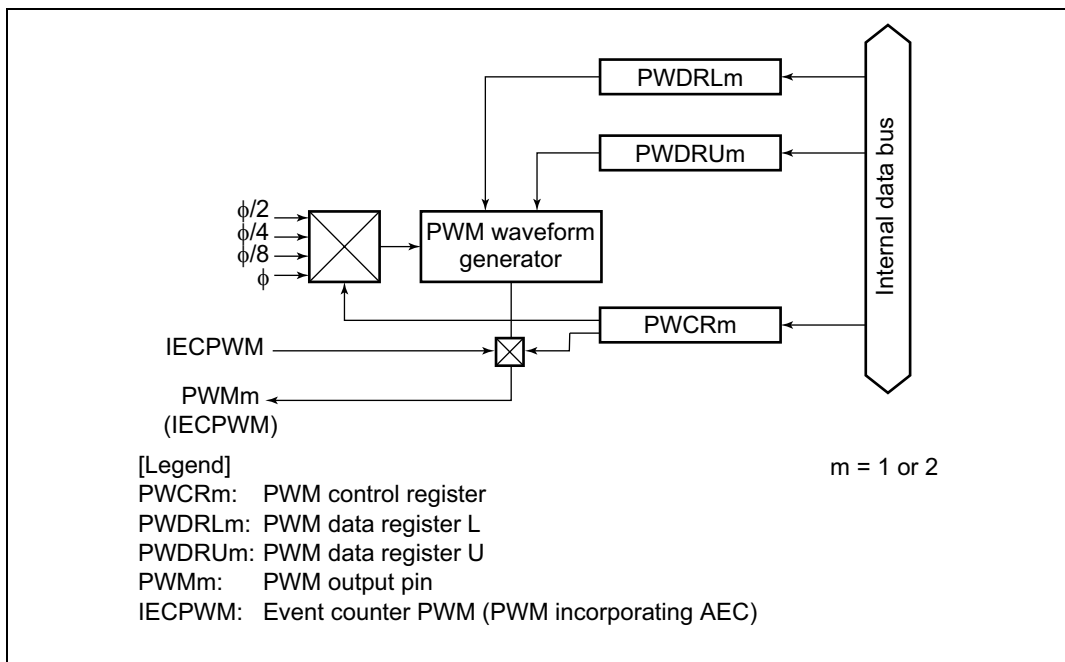 PWDRLm
PWDRUm
Internal data bus
ϕ/2
ϕ/4
ϕ/8
ϕ
PWM waveform
generator
PWCRm
IECPWM
PWMm
(IECPWM)
[Legend]
m = 1 or 2
PWCRm: PWM control register
PWDRLm: PWM data register L
PWDRUm: PWM data register U
PWMm: PWM output pin
IECPWM: Event counter PWM (PWM incorporating AEC)